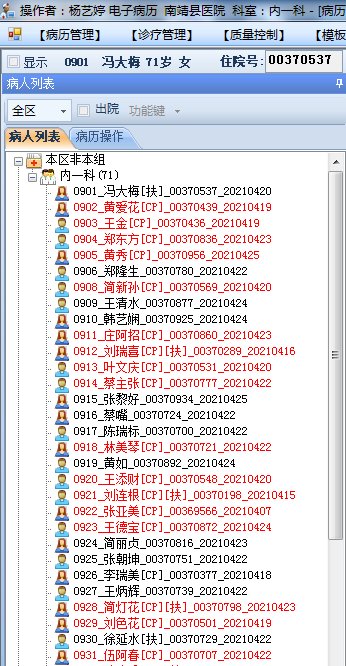 操作者：杨艺婷 电子病历 南靖县医院 科室：内一科 - [病历
【病历管理】 【诊疗管理】 【质量控制】 【模板
显示 0901 冯大梅 71岁 女 住院号: 00370537
病人列表
全区 出院 功能键
病人列表 病历操作
本区非本组
内一科(71)
0901_冯大梅[扶]_00370537_20210420
0902_黄爱花[CP]_00370439_20210419
0903_王金[CP]_00370436_20210419
0904_郑东方[CP]_00370836_20210423
0905_黄秀[CP]_00370956_20210425
0906_郑隆生_00370780_20210422
0908_简新孙[CP]_00370569_20210420
0909_王清水_00370877_20210424
0910_韩艺娴_00370925_20210424
0911_庄阿招[CP]_00370860_20210423
0912_刘瑞喜[CP][扶]_00370289_20210416
0913_叶文庆[CP]_00370531_20210420
0914_蔡主张[CP]_00370777_20210422
0915_张黎好_00370934_20210425
0916_蔡嘴_00370724_20210422
0917_陈瑞标_00370700_20210422
0918_林美琴[CP]_00370721_20210422
0919_黄如_00370892_20210424
0920_王添财[CP]_00370548_20210420
0921_刘连根[CP][扶]_00370198_20210415
0922_张亚美[CP]_00369566_20210407
0923_王德宝[CP]_00370872_20210424
0924_简丽贞_00370816_20210423
0925_张朝坤_00370751_20210422
0926_李瑞美[CP]_00370377_20210418
0927_王炳辉_00370739_20210422
0928_简灯花[CP][扶]_00370798_20210423
0929_刘色花[CP]_00370501_20210419
0930_徐延水[扶]_00370729_20210422
0931_伍阿春[CP]_00370707_20210422